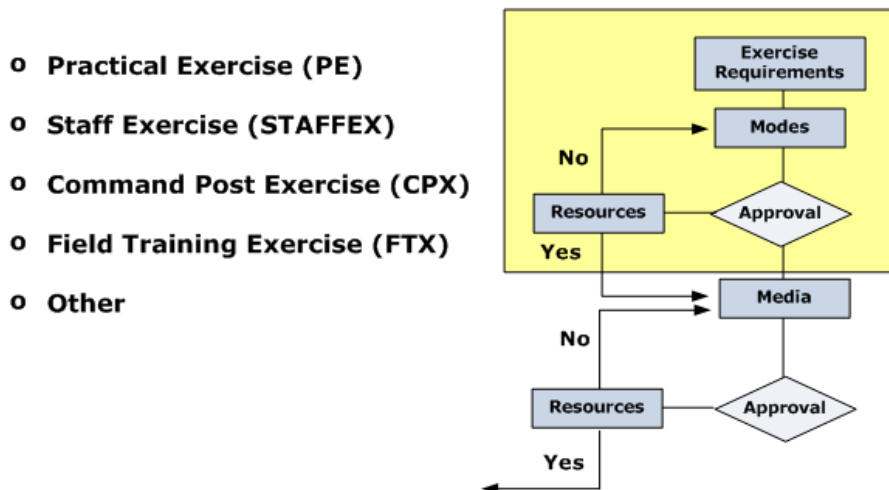 o Practical Exercise (PE)
o Staff Exercise (STAFFEX)
o Command Post Exercise (CPX)
o Field Training Exercise (FTX)
o Other
Exercise
Requirements
Modes
No
Resources
Approval
Yes
Media
No
Resources
Approval
Yes